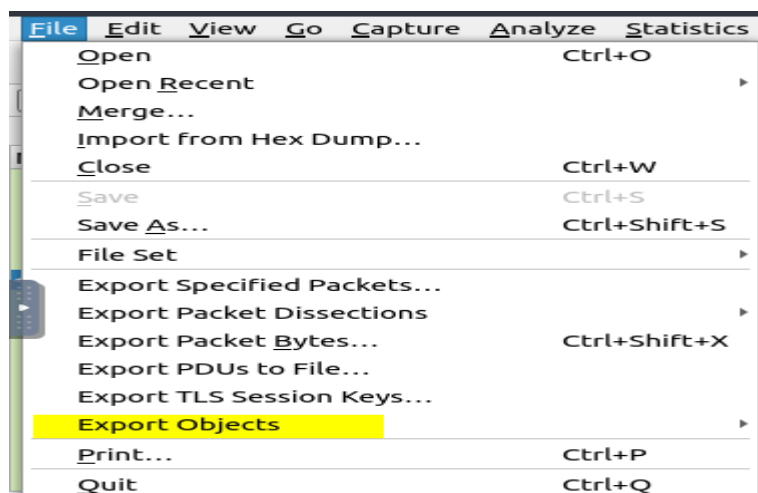 File Edit View Go Capture Analyze Statistics
Open Ctrl+O
Open Recent
Merge...
Import from Hex Dump...
Close Ctrl+W
Save Ctrl+S
Save As... Ctrl+Shift+S
File Set
Export Specified Packets...
Export Packet Dissections
Export Packet Bytes... Ctrl+Shift+X
Export PDUs to File...
Export TLS Session Keys...
Export Objects
Print... Ctrl+P
Quit Ctrl+Q